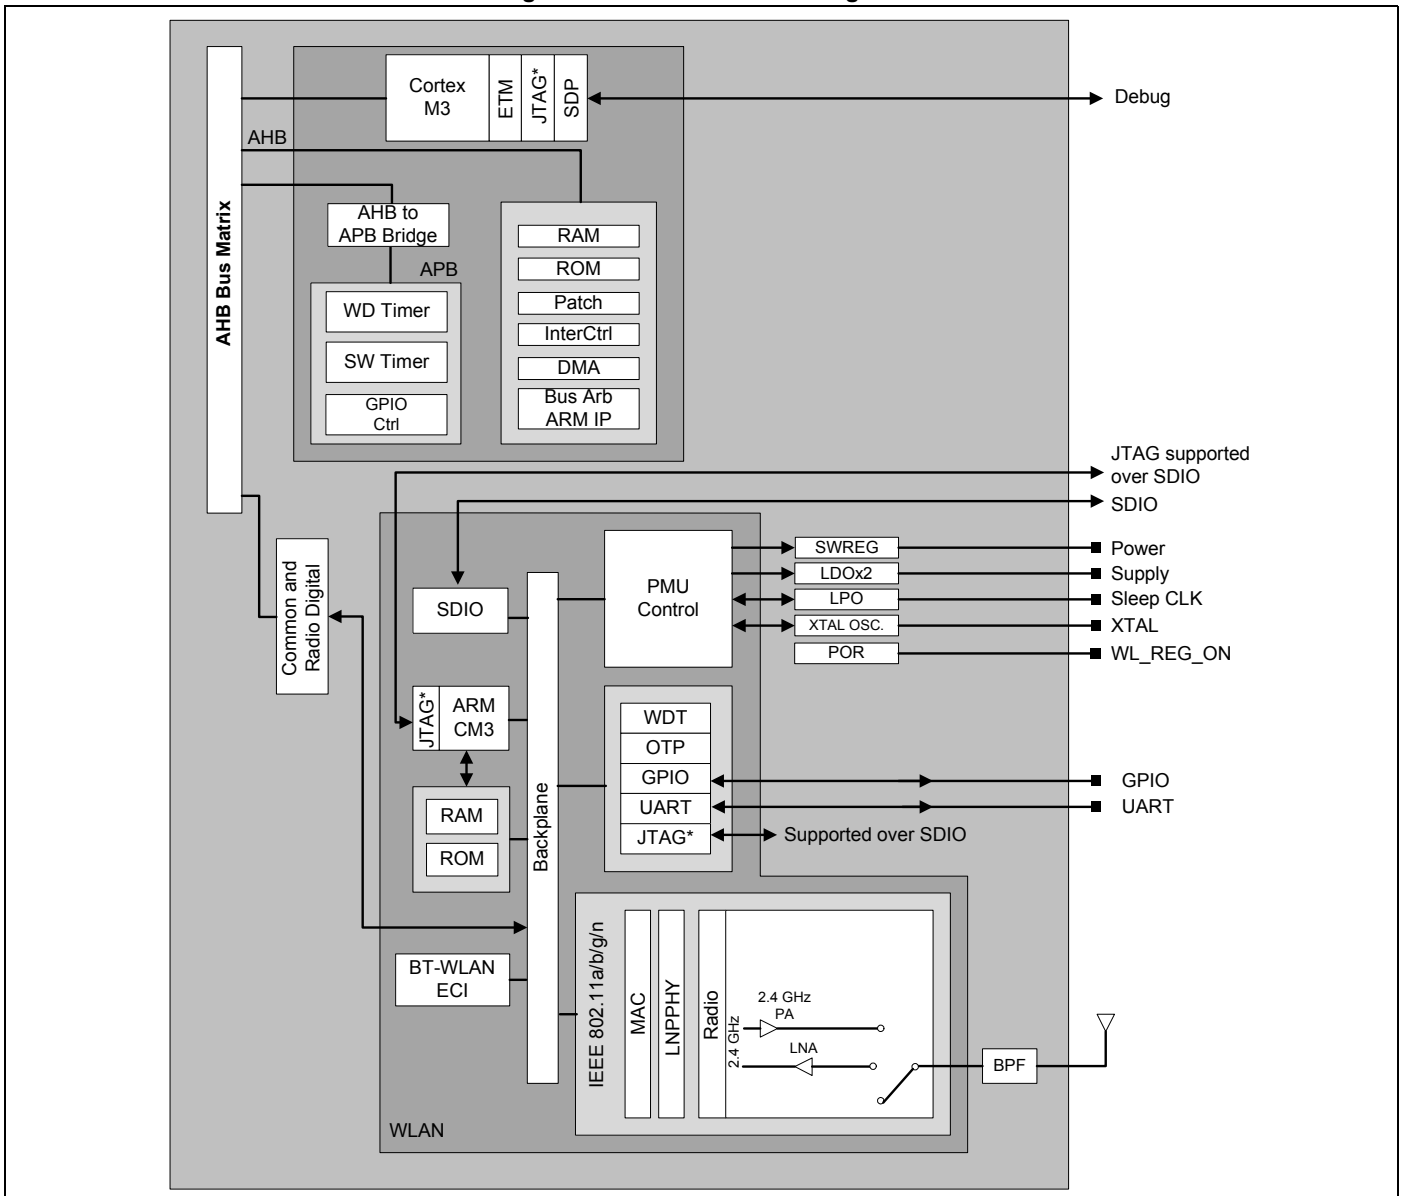 Cortex
M3
ETM
JTAG*
SDP
Debug
AHB
AHB Bus Matrix
AHB to
APB Bridge
APB
WD Timer
SW Timer
GPIO
Ctrl
RAM
ROM
Patch
InterCtrl
DMA
Bus Arb
ARM IP
JTAG supported
over SDIO
SDIO
Common and
Radio Digital
SDIO
PMU
Control
SWREG
Power
LDOx2
Supply
LPO
Sleep CLK
XTAL OSC.
XTAL
POR
WL_REG_ON
JTAG*
ARM
CM3
RAM
ROM
Backplane
WDT
OTP
GPIO
GPIO
UART
UART
JTAG*
Supported over SDIO
BT-WLAN
ECI
IEEE 802.11a/b/g/n
MAC
LNPPHY
Radio
2.4 GHz
2.4 GHz
PA
LNA
BPF
WLAN